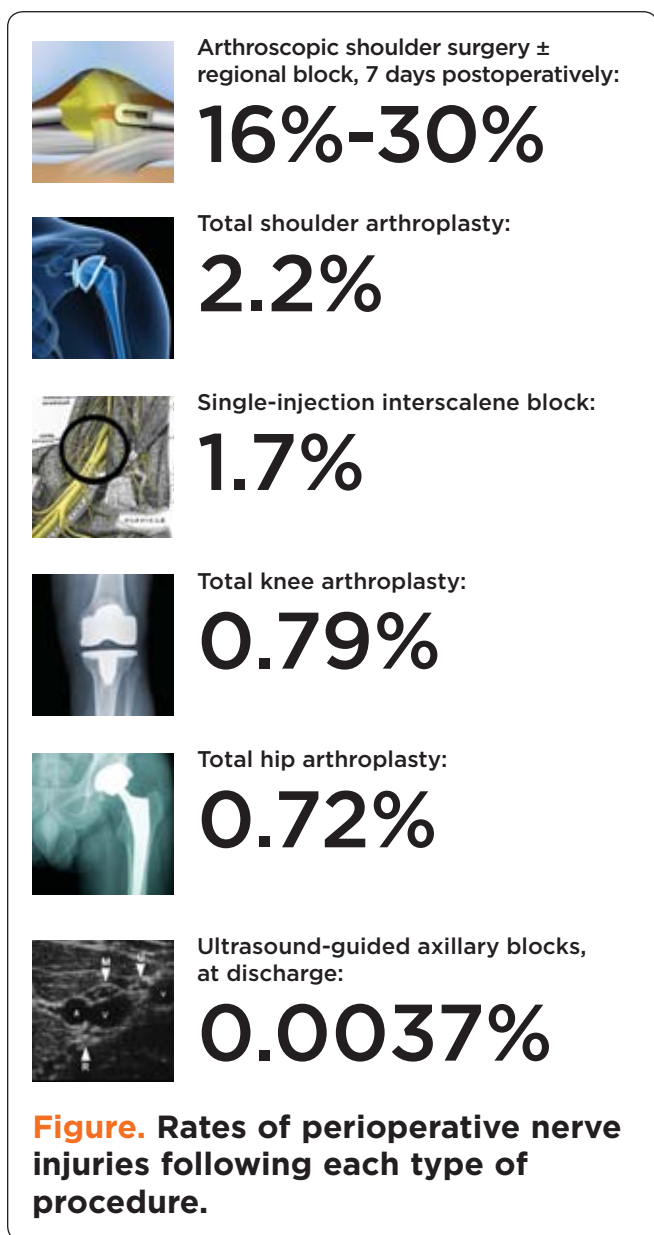 Arthroscopic shoulder surgery ±
regional block, 7 days postoperatively:
16%-30%
Total shoulder arthroplasty:
2.2%
Single-injection interscalene block:
1.7%
Total knee arthroplasty:
0.79%
Total hip arthroplasty:
0.72%
Ultrasound-guided axillary blocks,
at discharge:
0.0037%
Figure. Rates of perioperative nerve
injuries following each type of
procedure.